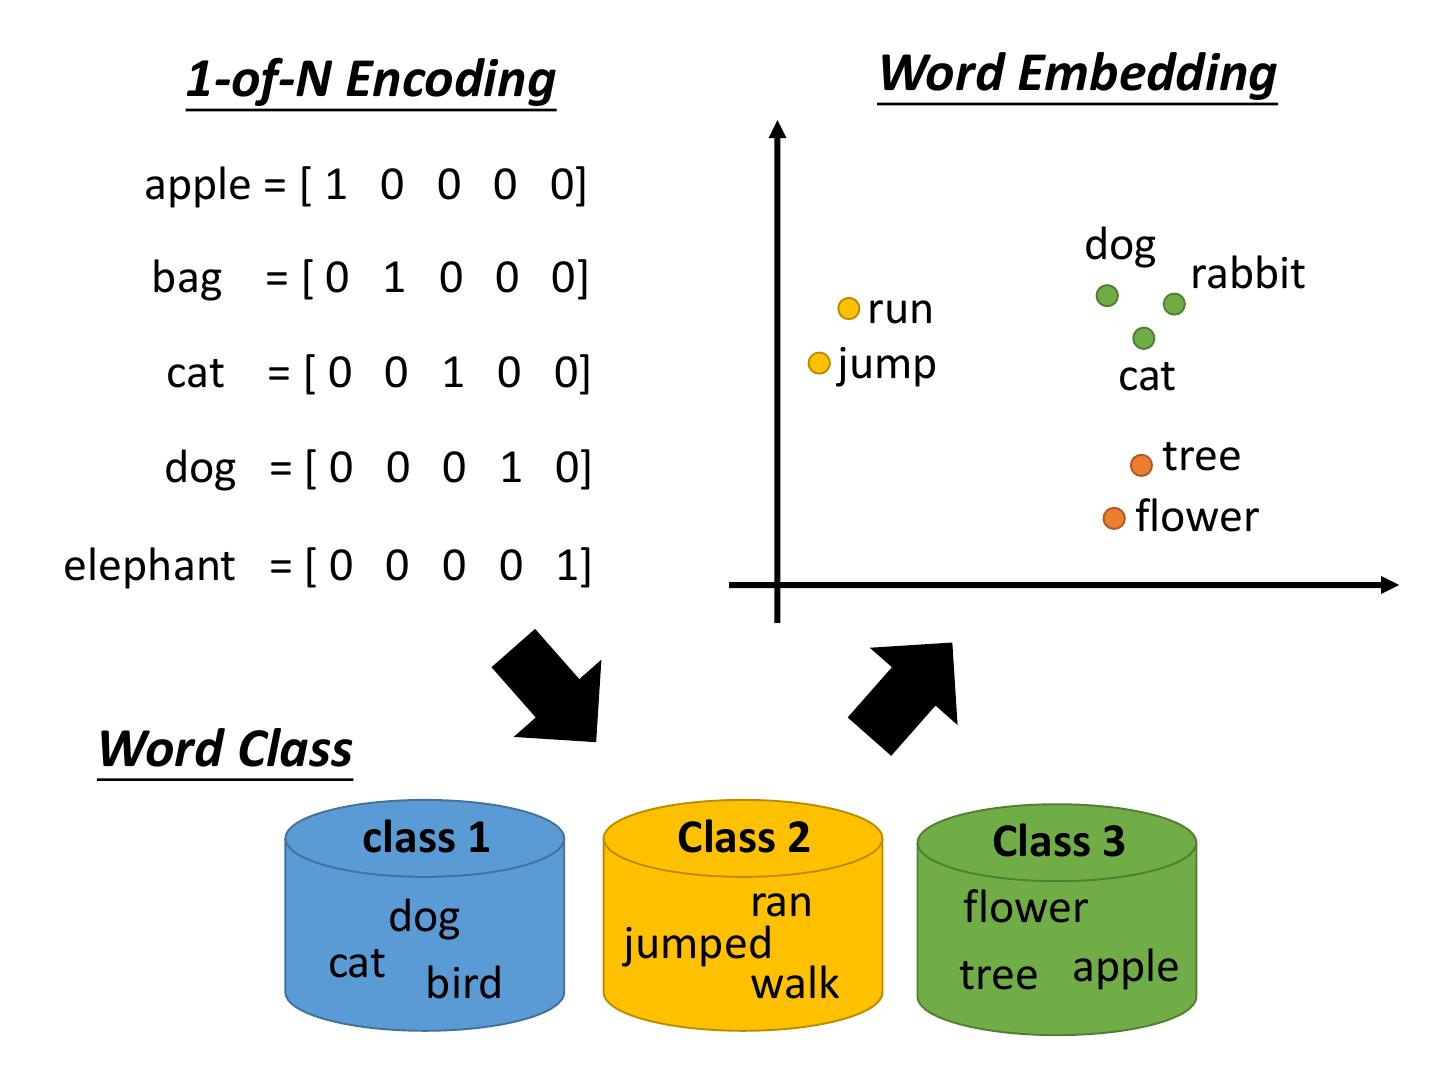 1-of-N Encoding
apple = [ 1 0 0 0 0]
bag = [ 0 1 0 0 0]
cat = [ 0 0 1 0 0]
dog = [ 0 0 0 1 0]
elephant = [ 0 0 0 0 1]
Word Embedding
dog
rabbit
run
jump
cat
tree
flower
Word Class
class 1
dog
cat
bird
Class 2
ran
jumped
walk
Class 3
flower
tree apple